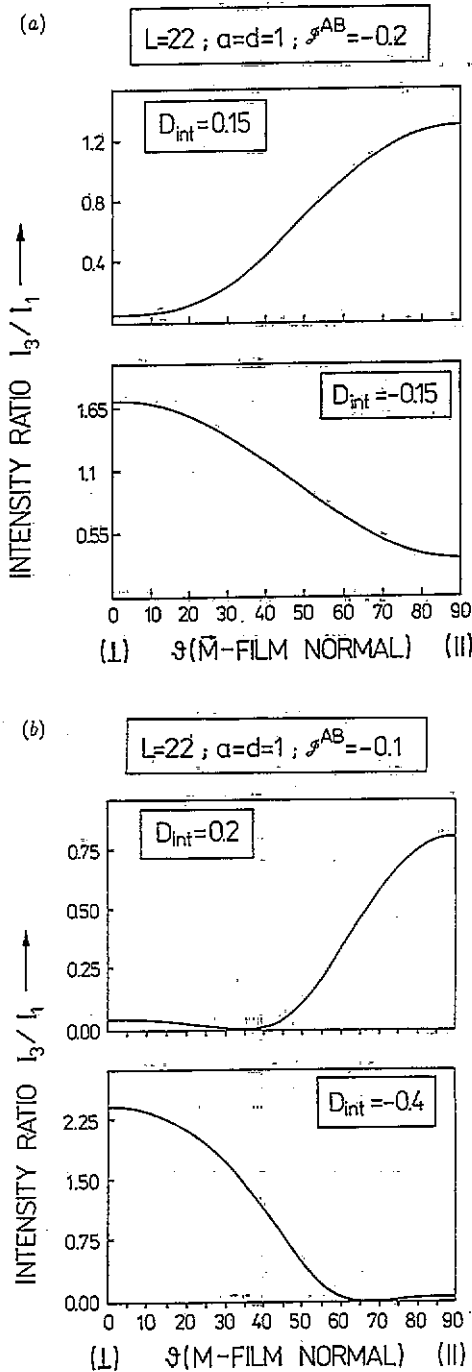 (a)
L=22 ; a=d=1 ; 𝒥^AB=-0.2
D_int=0.15
1.2
0.8
0.4
D_int=-0.15
1.65
1.1
0.55
INTENSITY RATIO I_3/I_1 →
0 10 20 30 40 50 60 70 80 90
(⊥) ϑ(M⃗-FILM NORMAL) (||)
(b)
L=22 ; a=d=1 ; 𝒥^AB=-0.1
D_int=0.2
0.75
0.50
0.25
0.00
D_int=-0.4
2.25
1.50
0.75
0.00
INTENSITY RATIO I_3/I_1 →
0 10 20 30 40 50 60 70 80 90
(⊥) ϑ(M-FILM NORMAL) (||)